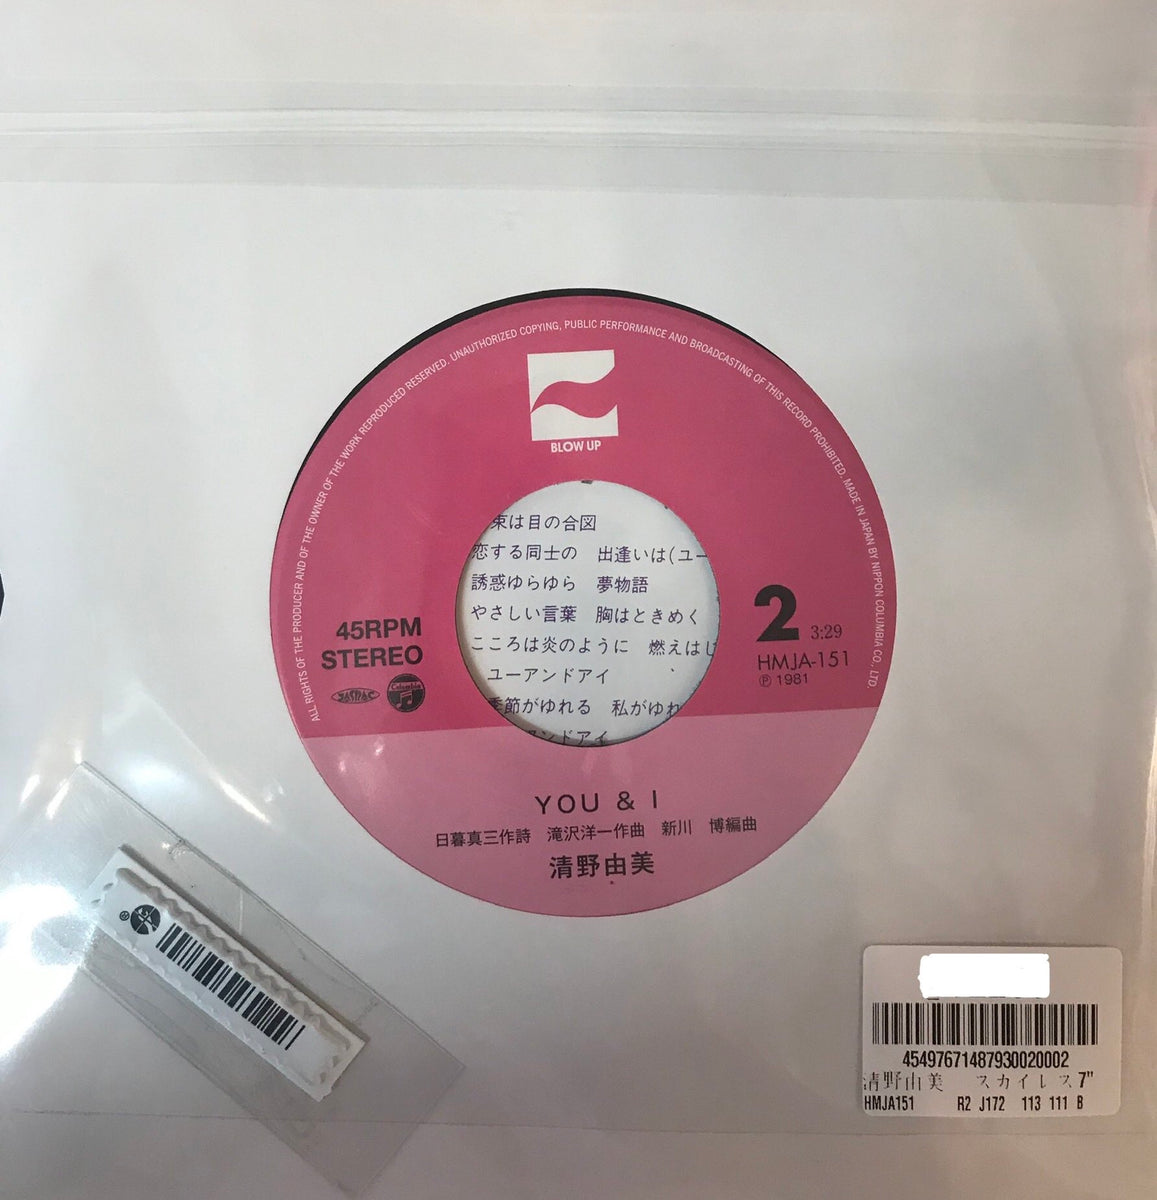 ALL RIGHTS OF THE PRODUCER AND OF THE OWNER OF THE WORK REPRODUCED RESERVED. UNAUTHORIZED COPYING, PUBLIC PERFORMANCE AND BROADCASTING OF THIS RECORD PROHIBITED. MADE IN JAPAN BY NIPPON COLUMBIA CO., LTD.
BLOW UP
束は目の合図
恋する同士の 出逢いは(ユー
誘惑ゆらゆら 夢物語
やさしい言葉 胸はときめく
こころは炎のように 燃えはじ
ユーアンドアイ
季節がゆれる 私がゆれ
ンドアイ
45RPM
STEREO
JASRAC
Columbia
2 3:29
HMJA-151
Ⓟ 1981
YOU & I
日暮真三作詩 滝沢洋一作曲 新川 博編曲
清野由美
45497671487930020002
清野由美 スカイレス 7"
HMJA151 R2 J172 113 111 B